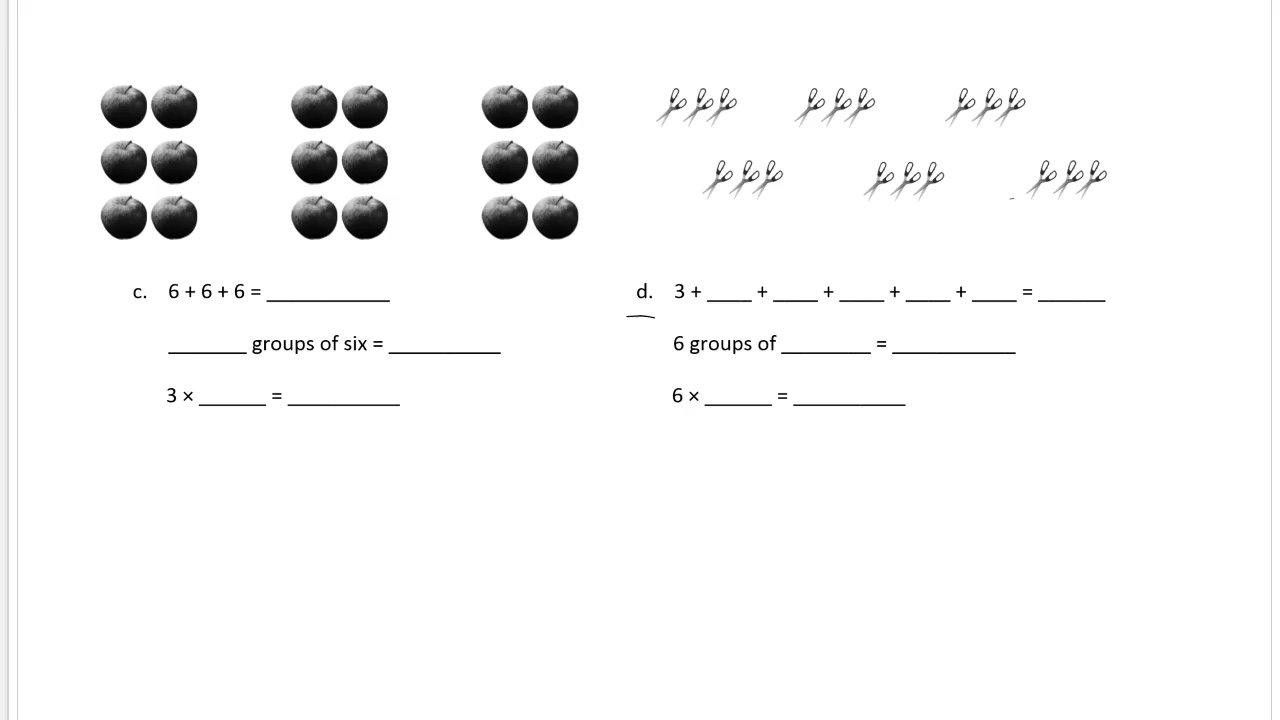 c. 6 + 6 + 6 = ___________
_______ groups of six = __________
3 × ______ = __________
d. 3 + ____ + ____ + ____ + ____ + ____ = ______
6 groups of ________ = ___________
6 × ______ = __________